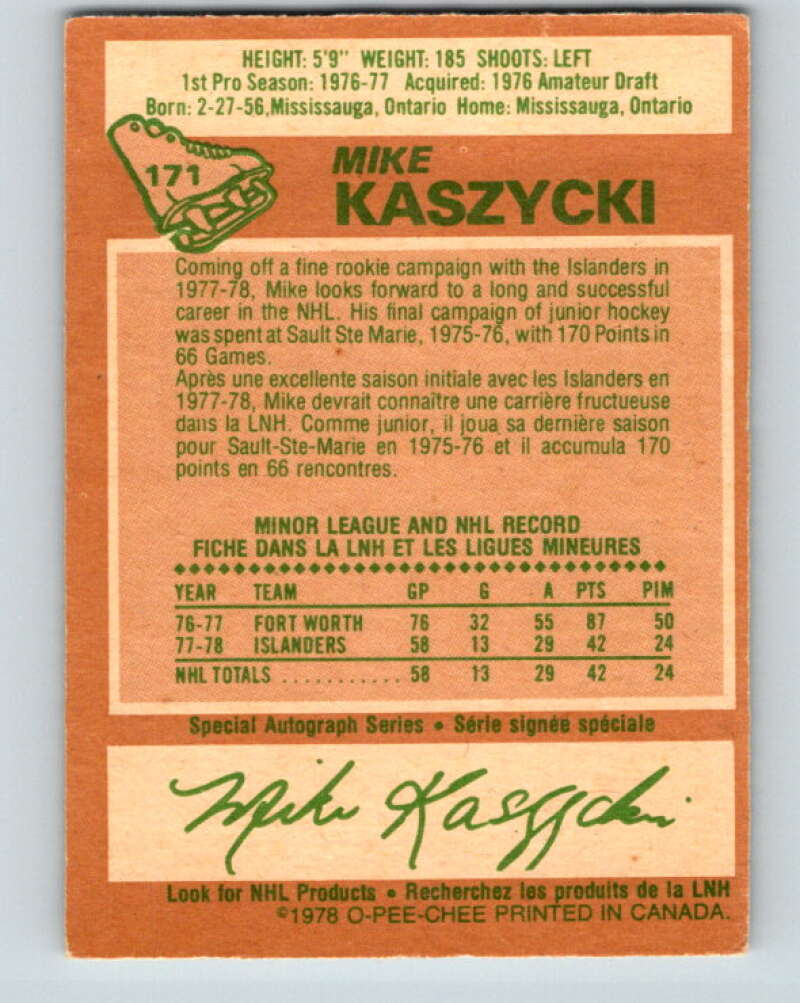 HEIGHT: 5'9" WEIGHT: 185 SHOOTS: LEFT
1st Pro Season: 1976-77 Acquired: 1976 Amateur Draft
Born: 2-27-56, Mississauga, Ontario Home: Mississauga, Ontario
171
MIKE
KASZYCKI
Coming off a fine rookie campaign with the Islanders in
1977-78, Mike looks forward to a long and successful
career in the NHL. His final campaign of junior hockey
was spent at Sault Ste Marie, 1975-76, with 170 Points in
66 Games.
Après une excellente saison initiale avec les Islanders en
1977-78, Mike devrait connaître une carrière fructueuse
dans la LNH. Comme junior, il joua sa dernière saison
pour Sault-Ste-Marie en 1975-76 et il accumula 170
points en 66 rencontres.
MINOR LEAGUE AND NHL RECORD
FICHE DANS LA LNH ET LES LIGUES MINEURES
YEAR TEAM GP G A PTS PIM
76-77 FORT WORTH 76 32 55 87 50
77-78 ISLANDERS 58 13 29 42 24
NHL TOTALS ........... 58 13 29 42 24
Special Autograph Series • Série signée spéciale
Mike Kaszycki
Look for NHL Products • Recherchez les produits de la LNH
©1978 O-PEE-CHEE PRINTED IN CANADA.